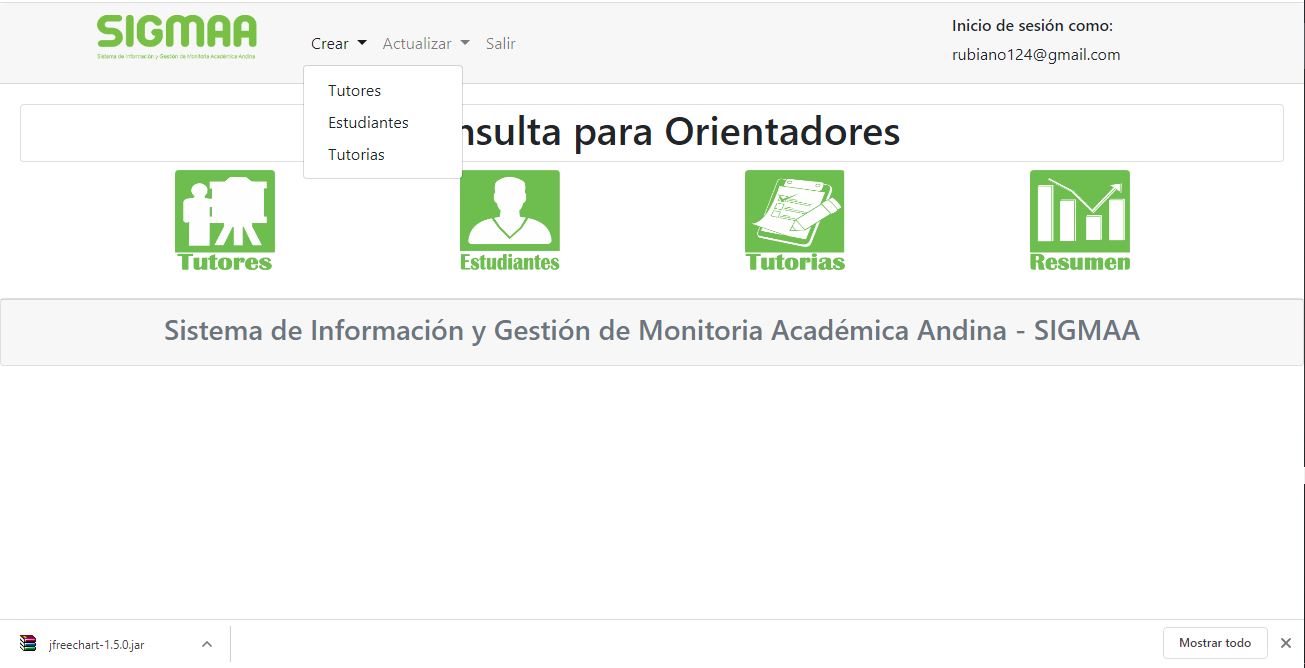 SIGMAA
Sistema de Información y Gestión de Monitoria Académica Andina
Crear
Actualizar
Salir
Inicio de sesión como:
rubiano124@gmail.com
Tutores
Estudiantes
Tutorias
nsulta para Orientadores
Tutores
Estudiantes
Tutorias
Resumen
Sistema de Información y Gestión de Monitoria Académica Andina - SIGMAA
jfreechart-1.5.0.jar
Mostrar todo